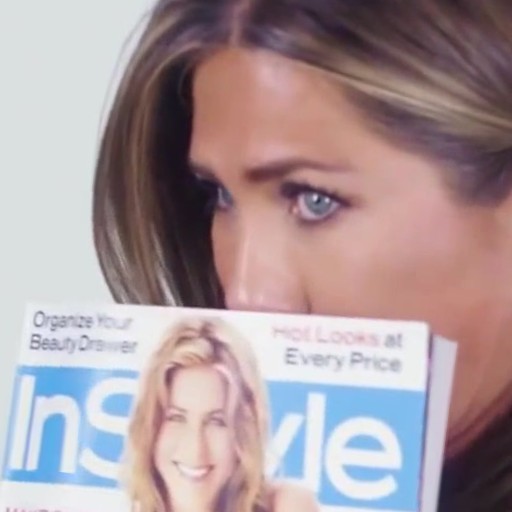 Organize Your
Beauty Drawer
Hot Looks at
Every Price
InStyle